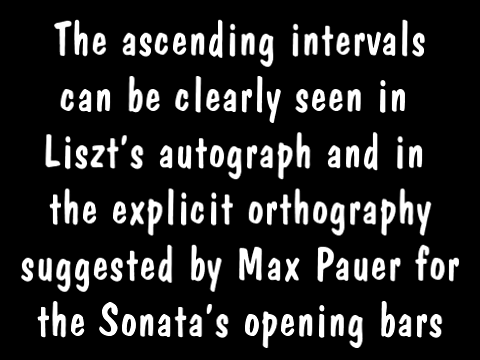 The ascending intervals
can be clearly seen in
Liszt's autograph and in
the explicit orthography
suggested by Max Pauer for
the Sonata's opening bars